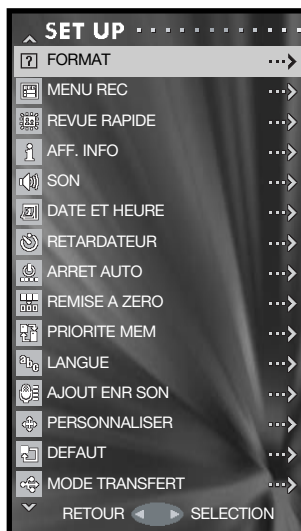 SET UP
FORMAT
MENU REC
REVUE RAPIDE
AFF. INFO
SON
DATE ET HEURE
RETARDATEUR
ARRET AUTO
REMISE A ZERO
PRIORITE MEM
LANGUE
AJOUT ENR SON
PERSONNALISER
DEFAUT
MODE TRANSFERT
RETOUR SELECTION